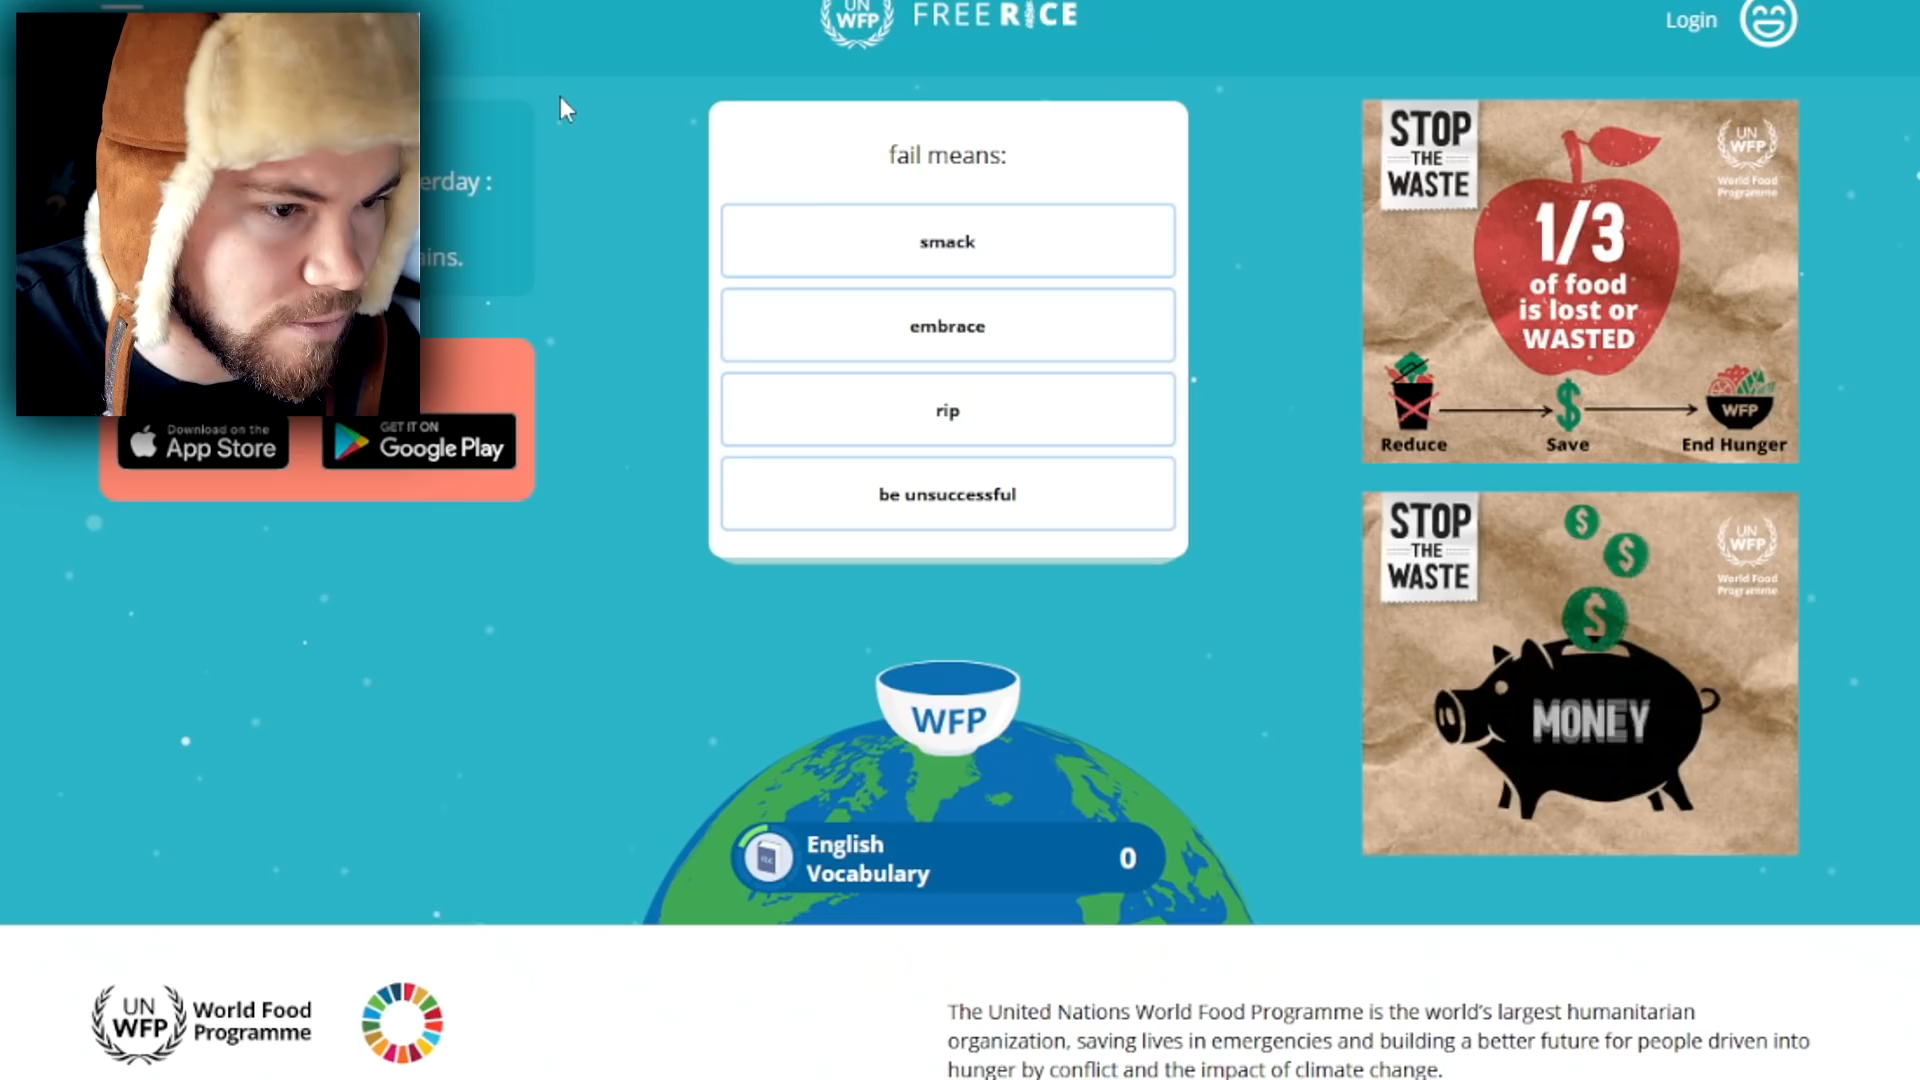 UN
WFP
FREE RICE
Login
erday :
ains.
Download on the
App Store
GET IT ON
Google Play
fail means:
smack
embrace
rip
be unsuccessful
WFP
English
Vocabulary
0
STOP
THE
WASTE
UN
WFP
World Food
Programme
1/3
of food
is lost or
WASTED
WFP
Reduce
Save
End Hunger
STOP
THE
WASTE
UN
WFP
World Food
Programme
MONEY
UN
WFP
World Food
Programme
The United Nations World Food Programme is the world's largest humanitarian
organization, saving lives in emergencies and building a better future for people driven into
hunger by conflict and the impact of climate change.